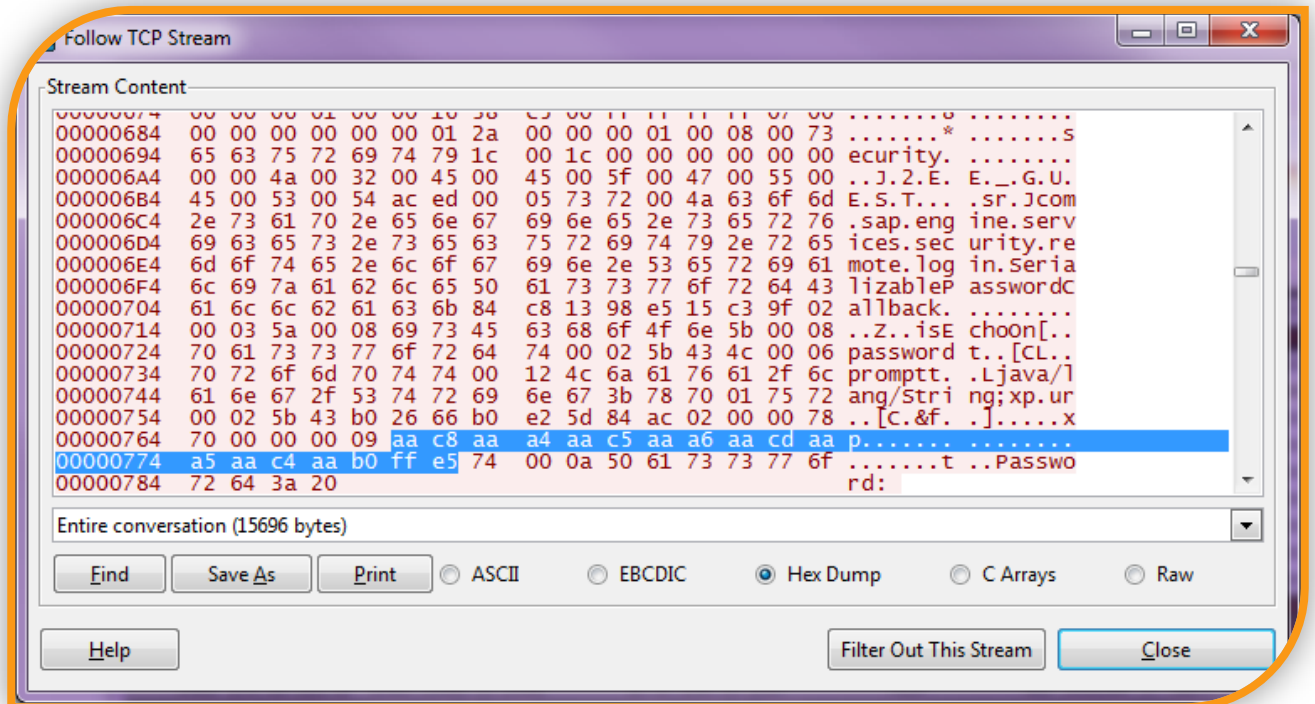 Follow TCP Stream
Stream Content
00000684 00 00 00 00 00 00 01 2a 00 00 00 01 00 08 00 73 .......* .......s
00000694 65 63 75 72 69 74 79 1c 00 1c 00 00 00 00 00 00 ecurity. ........
000006A4 00 00 4a 00 32 00 45 00 45 00 5f 00 47 00 55 00 ..J.2.E. E._.G.U.
000006B4 45 00 53 00 54 ac ed 00 05 73 72 00 4a 63 6f 6d E.S.T... .sr.Jcom
000006C4 2e 73 61 70 2e 65 6e 67 69 6e 65 2e 73 65 72 76 .sap.eng ine.serv
000006D4 69 63 65 73 2e 73 65 63 75 72 69 74 79 2e 72 65 ices.sec urity.re
000006E4 6d 6f 74 65 2e 6c 6f 67 69 6e 2e 53 65 72 69 61 mote.log in.Seria
000006F4 6c 69 7a 61 62 6c 65 50 61 73 73 77 6f 72 64 43 lizableP asswordC
00000704 61 6c 6c 62 61 63 6b 84 c8 13 98 e5 15 c3 9f 02 allback. ........
00000714 00 03 5a 00 08 69 73 45 63 68 6f 4f 6e 5b 00 08 ..Z..isE choOn[..
00000724 70 61 73 73 77 6f 72 64 74 00 02 5b 43 4c 00 06 password t..[CL..
00000734 70 72 6f 6d 70 74 74 00 12 4c 6a 61 76 61 2f 6c promptt. .Ljava/l
00000744 61 6e 67 2f 53 74 72 69 6e 67 3b 78 70 01 75 72 ang/Stri ng;xp.ur
00000754 00 02 5b 43 b0 26 66 b0 e2 5d 84 ac 02 00 00 78 ..[C.&f. .].....x
00000764 70 00 00 00 09 aa c8 aa a4 aa c5 aa a6 aa cd aa p....... ........
00000774 a5 aa c4 aa b0 ff e5 74 00 0a 50 61 73 73 77 6f .......t ..Passwo
00000784 72 64 3a 20 rd:
Entire conversation (15696 bytes)
Find Save As Print ASCII EBCDIC Hex Dump C Arrays Raw
Help Filter Out This Stream Close